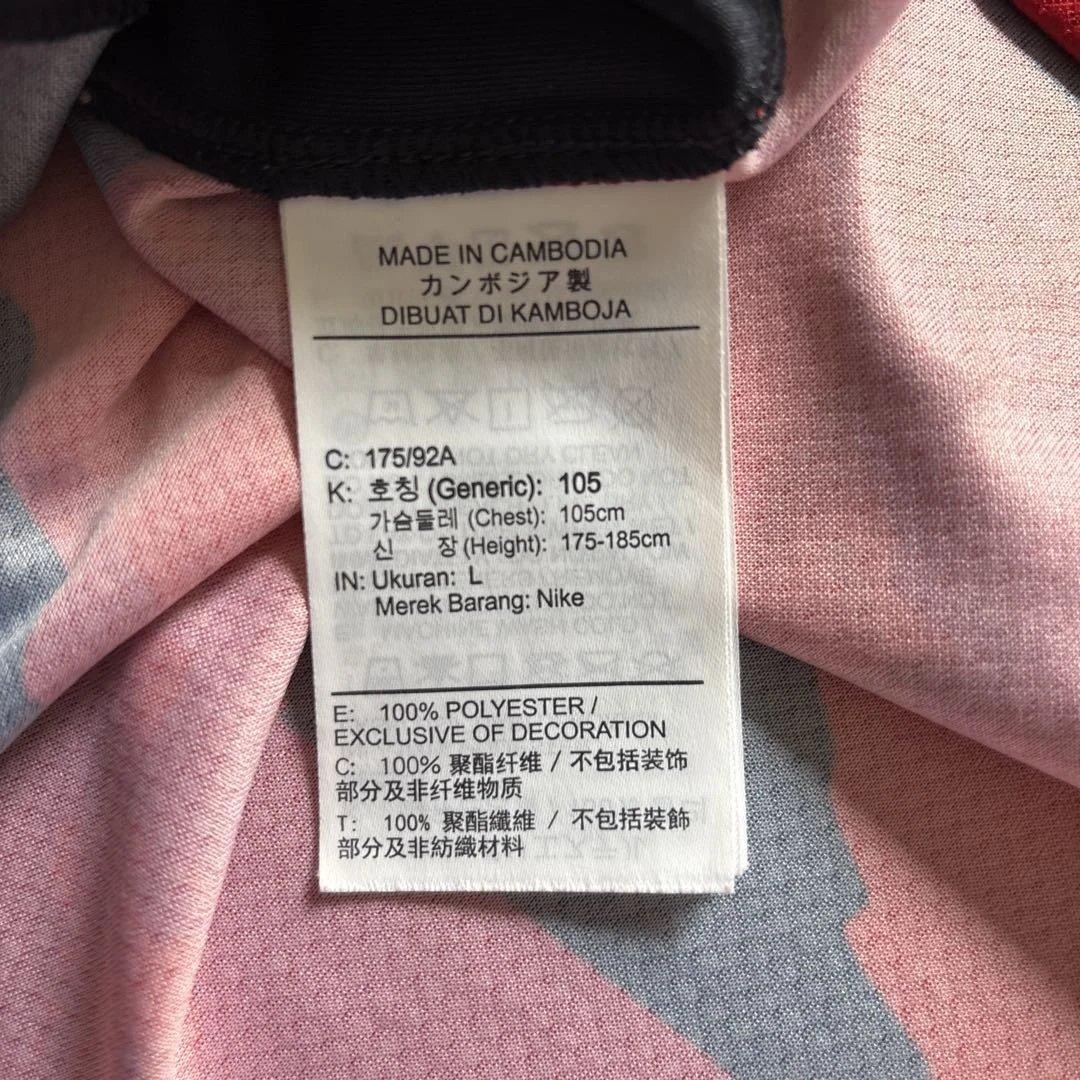 MADE IN CAMBODIA
カンボジア製
DIBUAT DI KAMBOJA
C: 175/92A
K: 호칭 (Generic): 105
가슴둘레 (Chest): 105cm
신 장 (Height): 175-185cm
IN: Ukuran: L
Merek Barang: Nike
E: 100% POLYESTER /
EXCLUSIVE OF DECORATION
C: 100% 聚酯纤维 / 不包括装饰
部分及非纤维物质
T: 100% 聚酯纖維 / 不包括裝飾
部分及非紡織材料